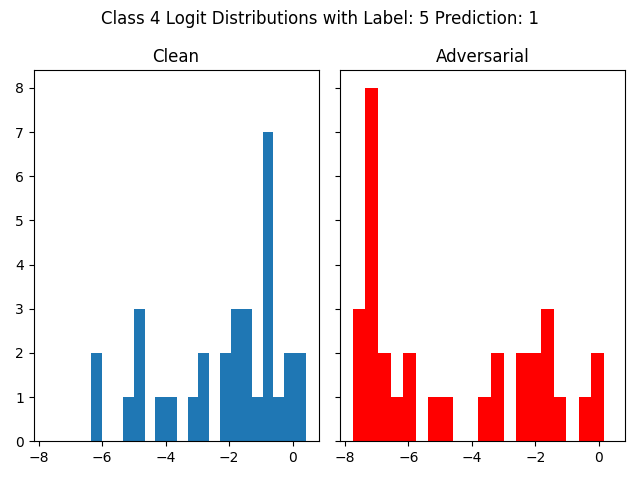 Class 4 Logit Distributions with Label: 5 Prediction: 1
Clean
Adversarial
8
7
6
5
4
3
2
1
0
−8 −6 −4 −2 0
−8 −6 −4 −2 0